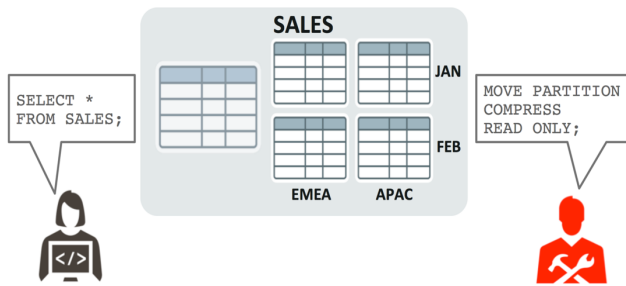 SALES
SELECT *
FROM SALES;
JAN
FEB
EMEA APAC
MOVE PARTITION
COMPRESS
READ ONLY;
</>